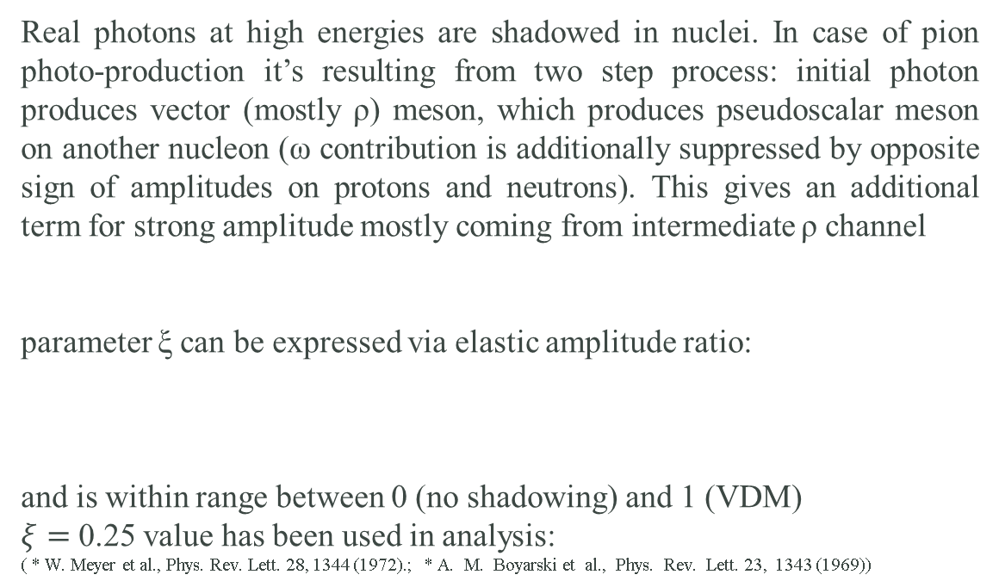 Real photons at high energies are shadowed in nuclei. In case of pion
photo-production it’s resulting from two step process: initial photon
produces vector (mostly ρ) meson, which produces pseudoscalar meson
on another nucleon (ω contribution is additionally suppressed by opposite
sign of amplitudes on protons and neutrons). This gives an additional
term for strong amplitude mostly coming from intermediate ρ channel
parameter ξ can be expressed via elastic amplitude ratio:
and is within range between 0 (no shadowing) and 1 (VDM)
ξ = 0.25 value has been used in analysis:
( * W. Meyer et al., Phys. Rev. Lett. 28, 1344 (1972).; * A. M. Boyarski et al., Phys. Rev. Lett. 23, 1343 (1969))